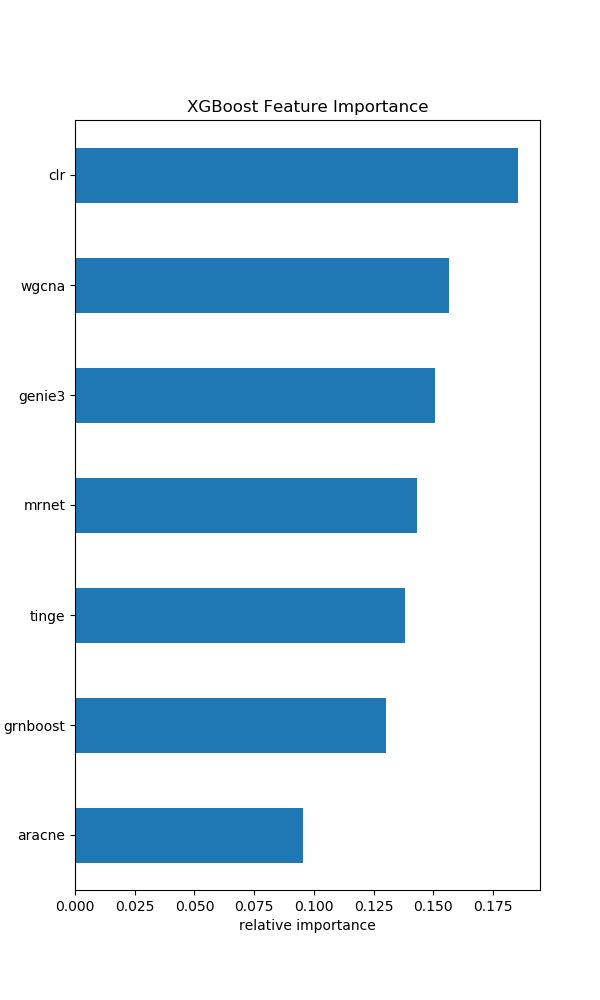 XGBoost Feature Importance
clr
wgcna
genie3
mrnet
tinge
grnboost
aracne
0.000 0.025 0.050 0.075 0.100 0.125 0.150 0.175
relative importance